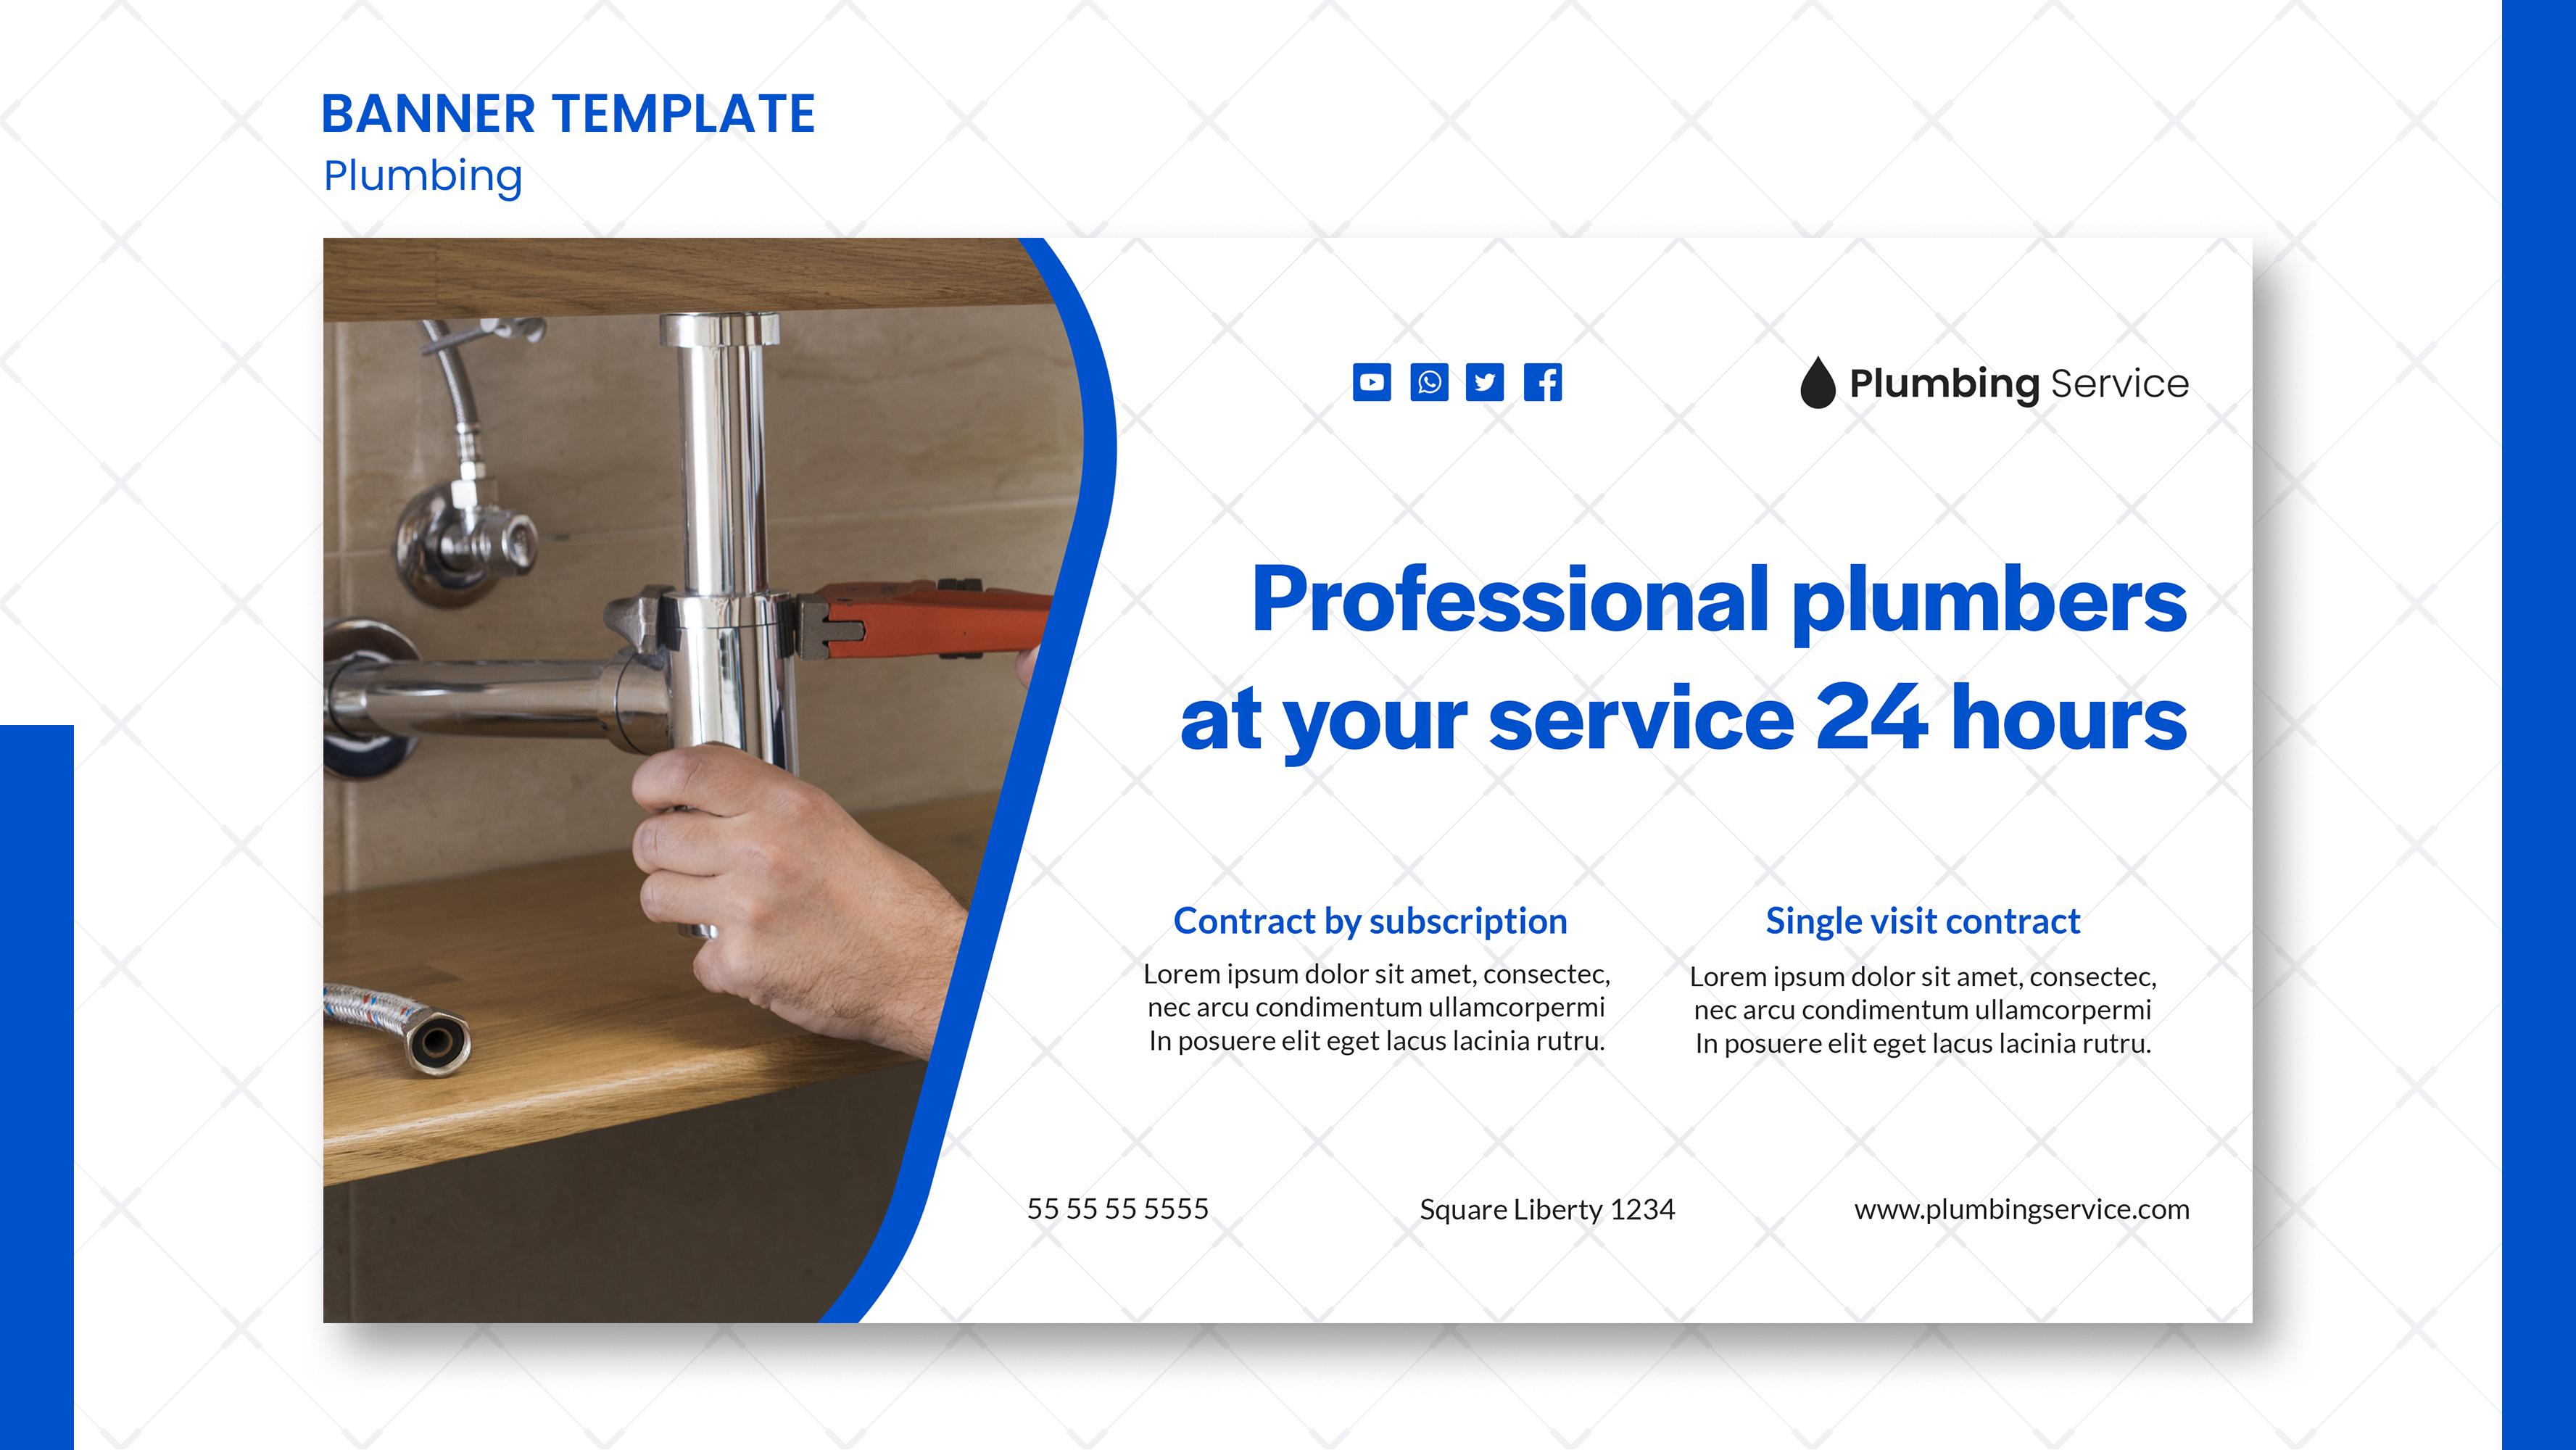 BANNER TEMPLATE
Plumbing
Plumbing Service
Professional plumbers
at your service 24 hours
Contract by subscription
Lorem ipsum dolor sit amet, consectec,
nec arcu condimentum ullamcorpermi
In posuere elit eget lacus lacinia rutru.
Single visit contract
Lorem ipsum dolor sit amet, consectec,
nec arcu condimentum ullamcorpermi
In posuere elit eget lacus lacinia rutru.
55 55 55 5555
Square Liberty 1234
www.plumbingservice.com